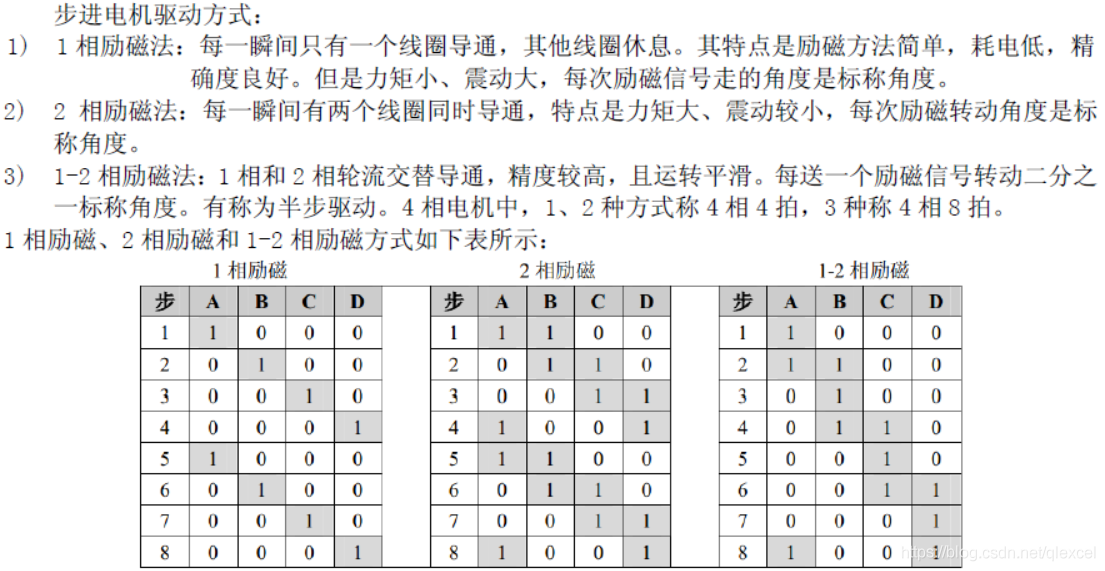 步进电机驱动方式：
1) 1相励磁法：每一瞬间只有一个线圈导通，其他线圈休息。其特点是励磁方法简单，耗电低，精
确度良好。但是力矩小、震动大，每次励磁信号走的角度是标称角度。
2) 2 相励磁法：每一瞬间有两个线圈同时导通，特点是力矩大、震动较小，每次励磁转动角度是标
称角度。
3) 1-2相励磁法：1相和2相轮流交替导通，精度较高，且运转平滑。每送一个励磁信号转动二分之
一标称角度。有称为半步驱动。4相电机中，1、2种方式称4相4拍，3种称4相8拍。
1相励磁、2相励磁和1-2相励磁方式如下表所示：
1相励磁 2相励磁 1-2相励磁
步 A B C D 步 A B C D 步 A B C D
1 1 0 0 0 1 1 1 0 0 1 1 0 0 0
2 0 1 0 0 2 0 1 1 0 2 1 1 0 0
3 0 0 1 0 3 0 0 1 1 3 0 1 0 0
4 0 0 0 1 4 1 0 0 1 4 0 1 1 0
5 1 0 0 0 5 1 1 0 0 5 0 0 1 0
6 0 1 0 0 6 0 1 1 0 6 0 0 1 1
7 0 0 1 0 7 0 0 1 1 7 0 0 0 1
8 0 0 0 1 8 1 0 0 1 8 1 0 0 1
https://blog.csdn.net/qlexcel